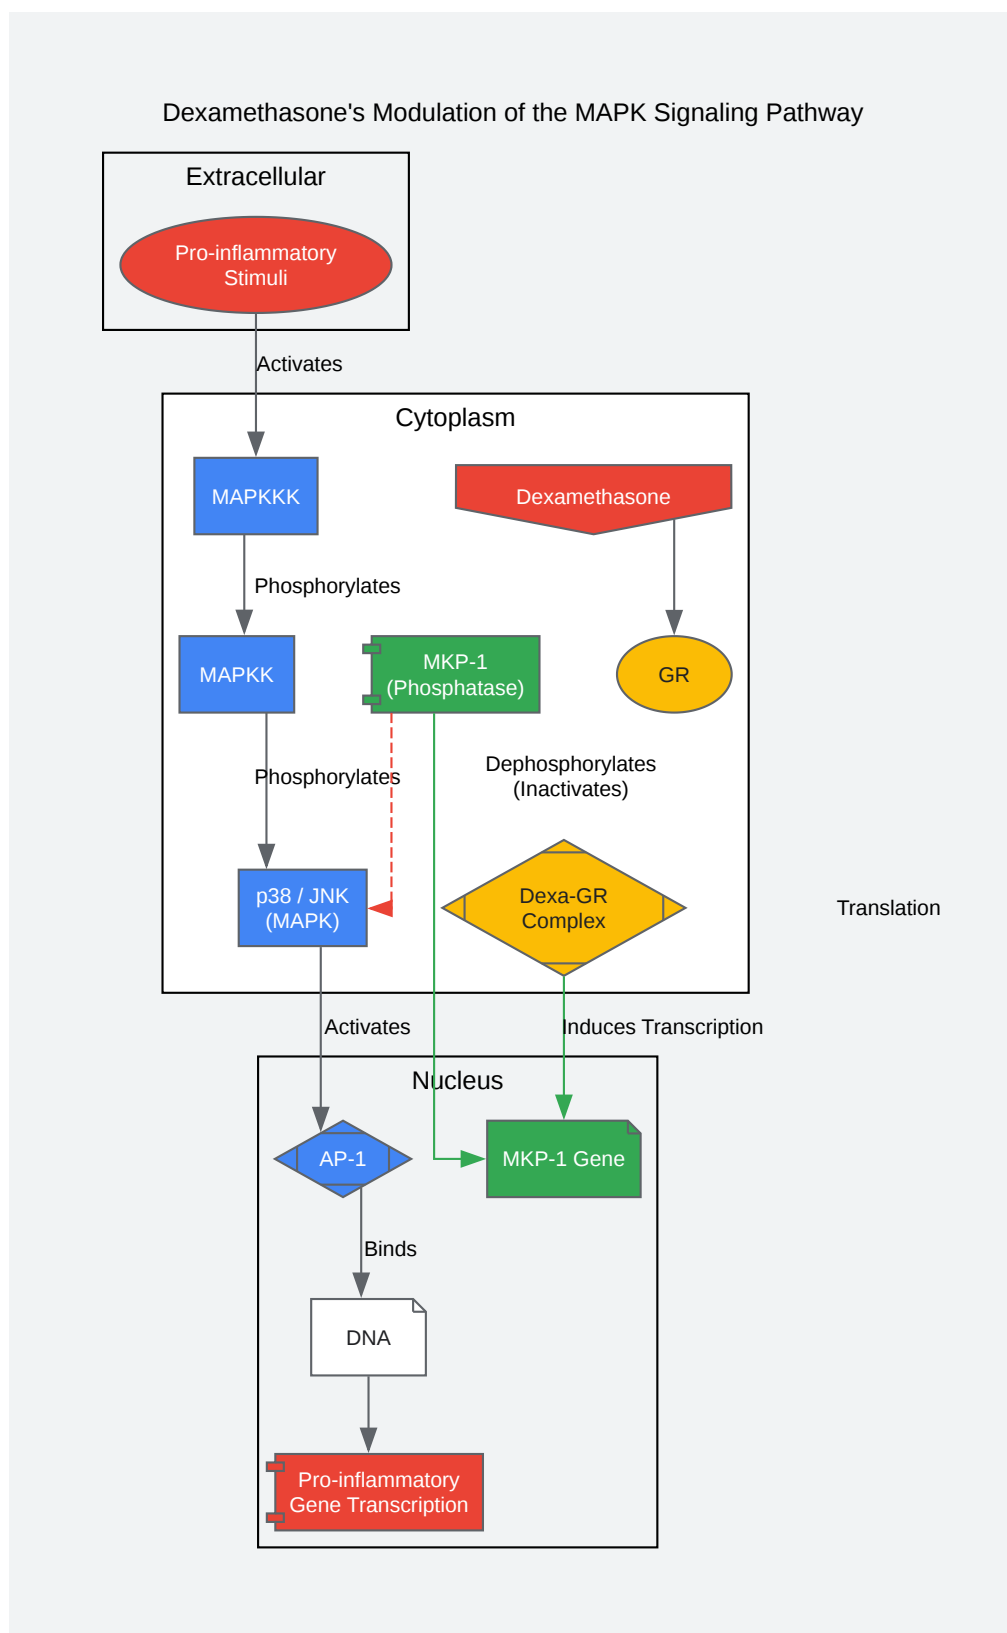 Dexamethasone's Modulation of the MAPK Signaling Pathway
Extracellular
Pro-inflammatory
Stimuli
Activates
Cytoplasm
MAPKKK
Dexamethasone
Phosphorylates
MAPKK
MKP-1
(Phosphatase)
GR
Phosphorylates
Dephosphorylates
(Inactivates)
p38 / JNK
(MAPK)
Dexa-GR
Complex
Translation
Activates
Induces Transcription
Nucleus
AP-1
MKP-1 Gene
Binds
DNA
Pro-inflammatory
Gene Transcription